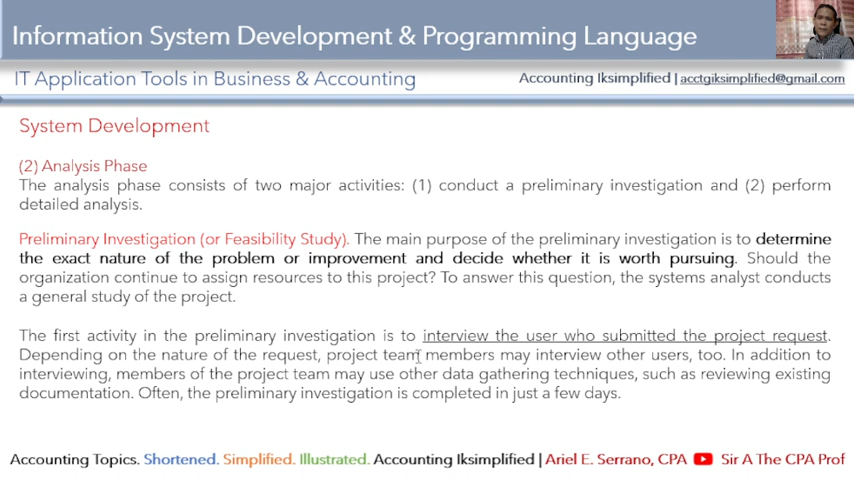 Information System Development & Programming Language
IT Application Tools in Business & Accounting
Accounting Iksimplified | acctgiksimplified@gmail.com
System Development
(2) Analysis Phase
The analysis phase consists of two major activities: (1) conduct a preliminary investigation and (2) perform
detailed analysis.
Preliminary Investigation (or Feasibility Study). The main purpose of the preliminary investigation is to determine
the exact nature of the problem or improvement and decide whether it is worth pursuing. Should the
organization continue to assign resources to this project? To answer this question, the systems analyst conducts
a general study of the project.
The first activity in the preliminary investigation is to interview the user who submitted the project request.
Depending on the nature of the request, project team members may interview other users, too. In addition to
interviewing, members of the project team may use other data gathering techniques, such as reviewing existing
documentation. Often, the preliminary investigation is completed in just a few days.
Accounting Topics. Shortened. Simplified. Illustrated. Accounting Iksimplified | Ariel E. Serrano, CPA Sir A The CPA Prof